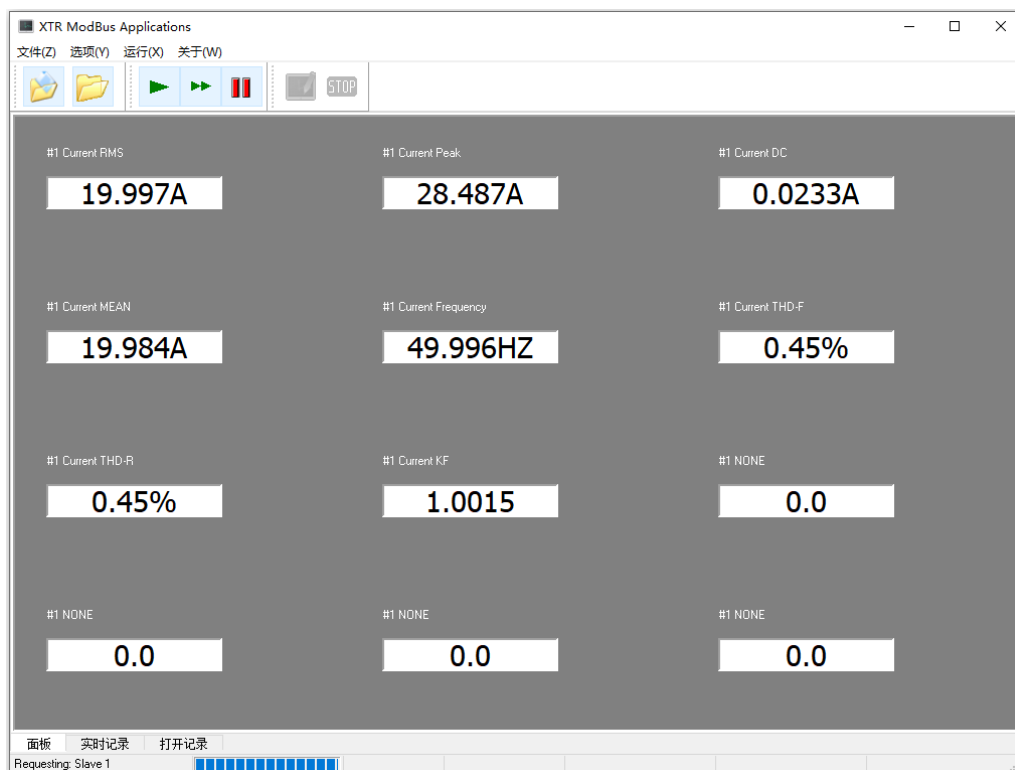 XTR ModBus Applications
文件(Z) 选项(Y) 运行(X) 关于(W)
STOP
#1 Current RMS #1 Current Peak #1 Current DC
19.997A 28.487A 0.0233A
#1 Current MEAN #1 Current Frequency #1 Current THD-F
19.984A 49.996HZ 0.45%
#1 Current THD-R #1 Current KF #1 NONE
0.45% 1.0015 0.0
#1 NONE #1 NONE #1 NONE
0.0 0.0 0.0
面板 实时记录 打开记录
Requesting: Slave 1